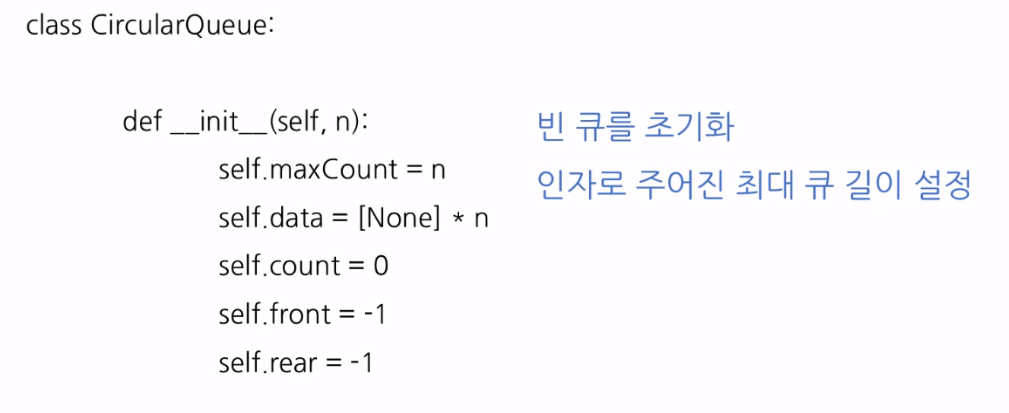 class CircularQueue:
def __init__(self, n):
빈 큐를 초기화
self.maxCount = n
인자로 주어진 최대 큐 길이 설정
self.data = [None] * n
self.count = 0
self.front = -1
self.rear = -1